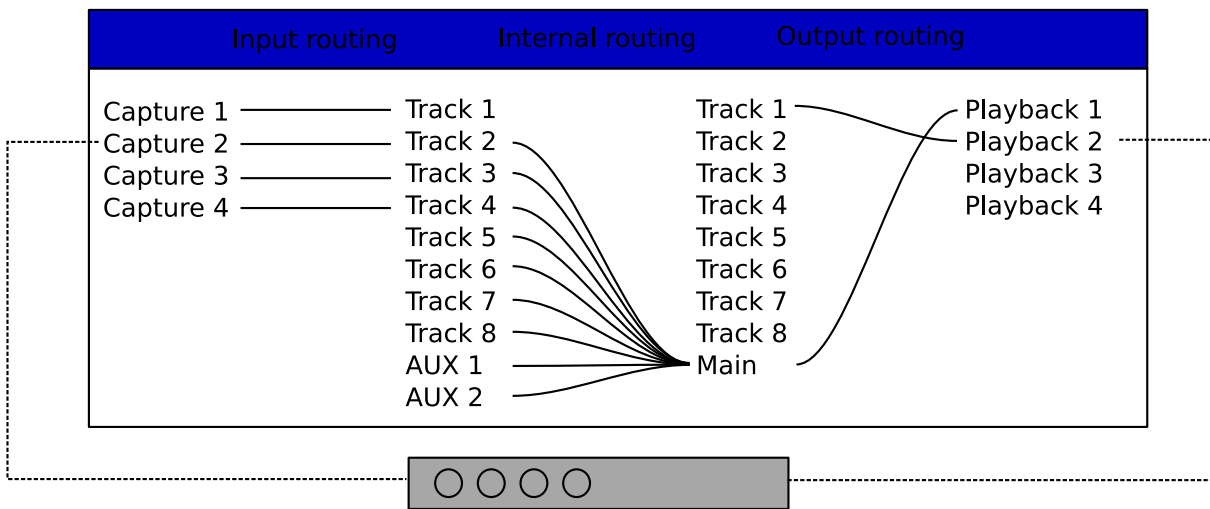 Input routing Internal routing Output routing
Capture 1 Track 1 Track 1 Playback 1
Capture 2 Track 2 Track 2 Playback 2
Capture 3 Track 3 Track 3 Playback 3
Capture 4 Track 4 Track 4 Playback 4
Track 5 Track 5
Track 6 Track 6
Track 7 Track 7
Track 8 Track 8
AUX 1 Main
AUX 2